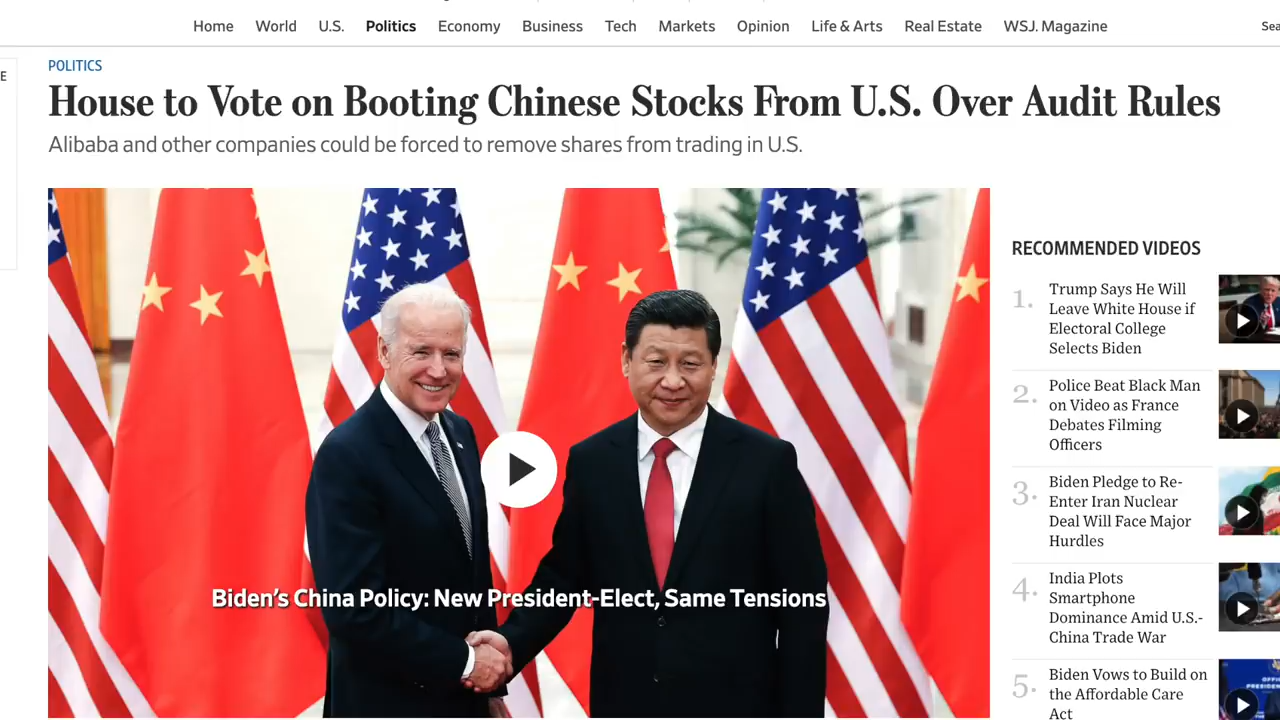 Home World U.S. Politics Economy Business Tech Markets Opinion Life & Arts Real Estate WSJ. Magazine
E
POLITICS
House to Vote on Booting Chinese Stocks From U.S. Over Audit Rules
Alibaba and other companies could be forced to remove shares from trading in U.S.
Biden's China Policy: New President-Elect, Same Tensions
RECOMMENDED VIDEOS
1. Trump Says He Will
Leave White House if
Electoral College
Selects Biden
2. Police Beat Black Man
on Video as France
Debates Filming
Officers
3. Biden Pledge to Re-
Enter Iran Nuclear
Deal Will Face Major
Hurdles
4. India Plots
Smartphone
Dominance Amid U.S.-
China Trade War
5. Biden Vows to Build on
the Affordable Care
Act